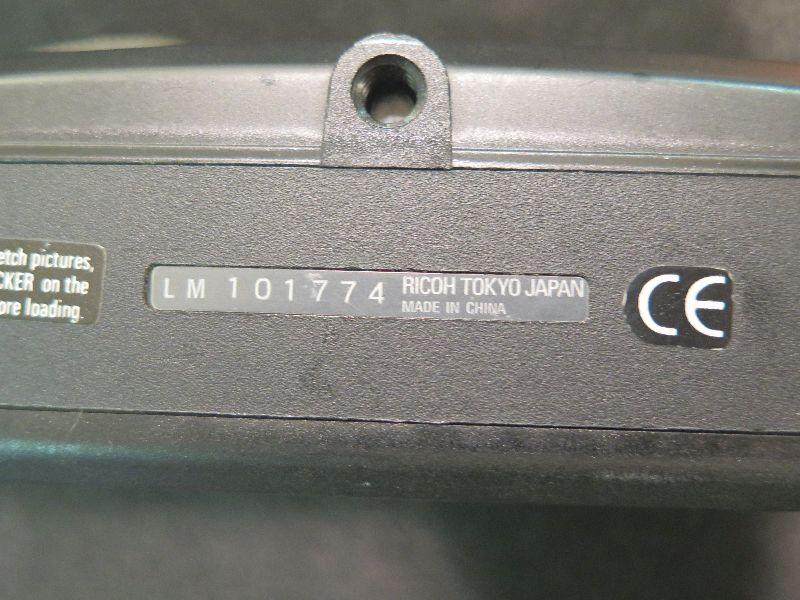 etch pictures,
CKER on the
ore loading.
LM 101774 RICOH TOKYO JAPAN
MADE IN CHINA
CE